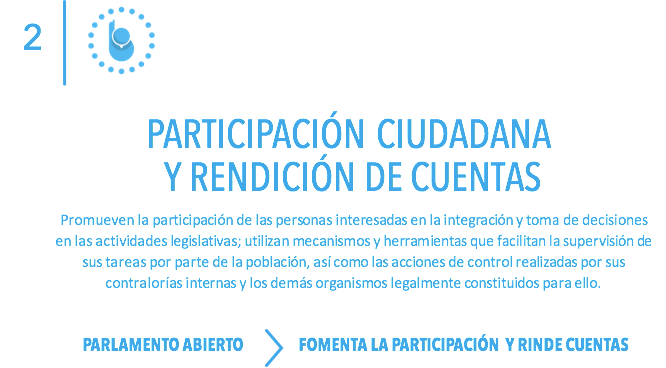 2
PARTICIPACIÓN CIUDADANA
Y RENDICIÓN DE CUENTAS
Promueven la participación de las personas interesadas en la integración y toma de decisiones
en las actividades legislativas; utilizan mecanismos y herramientas que facilitan la supervisión de
sus tareas por parte de la población, así como las acciones de control realizadas por sus
contralorías internas y los demás organismos legalmente constituidos para ello.
PARLAMENTO ABIERTO
FOMENTA LA PARTICIPACIÓN Y RINDE CUENTAS